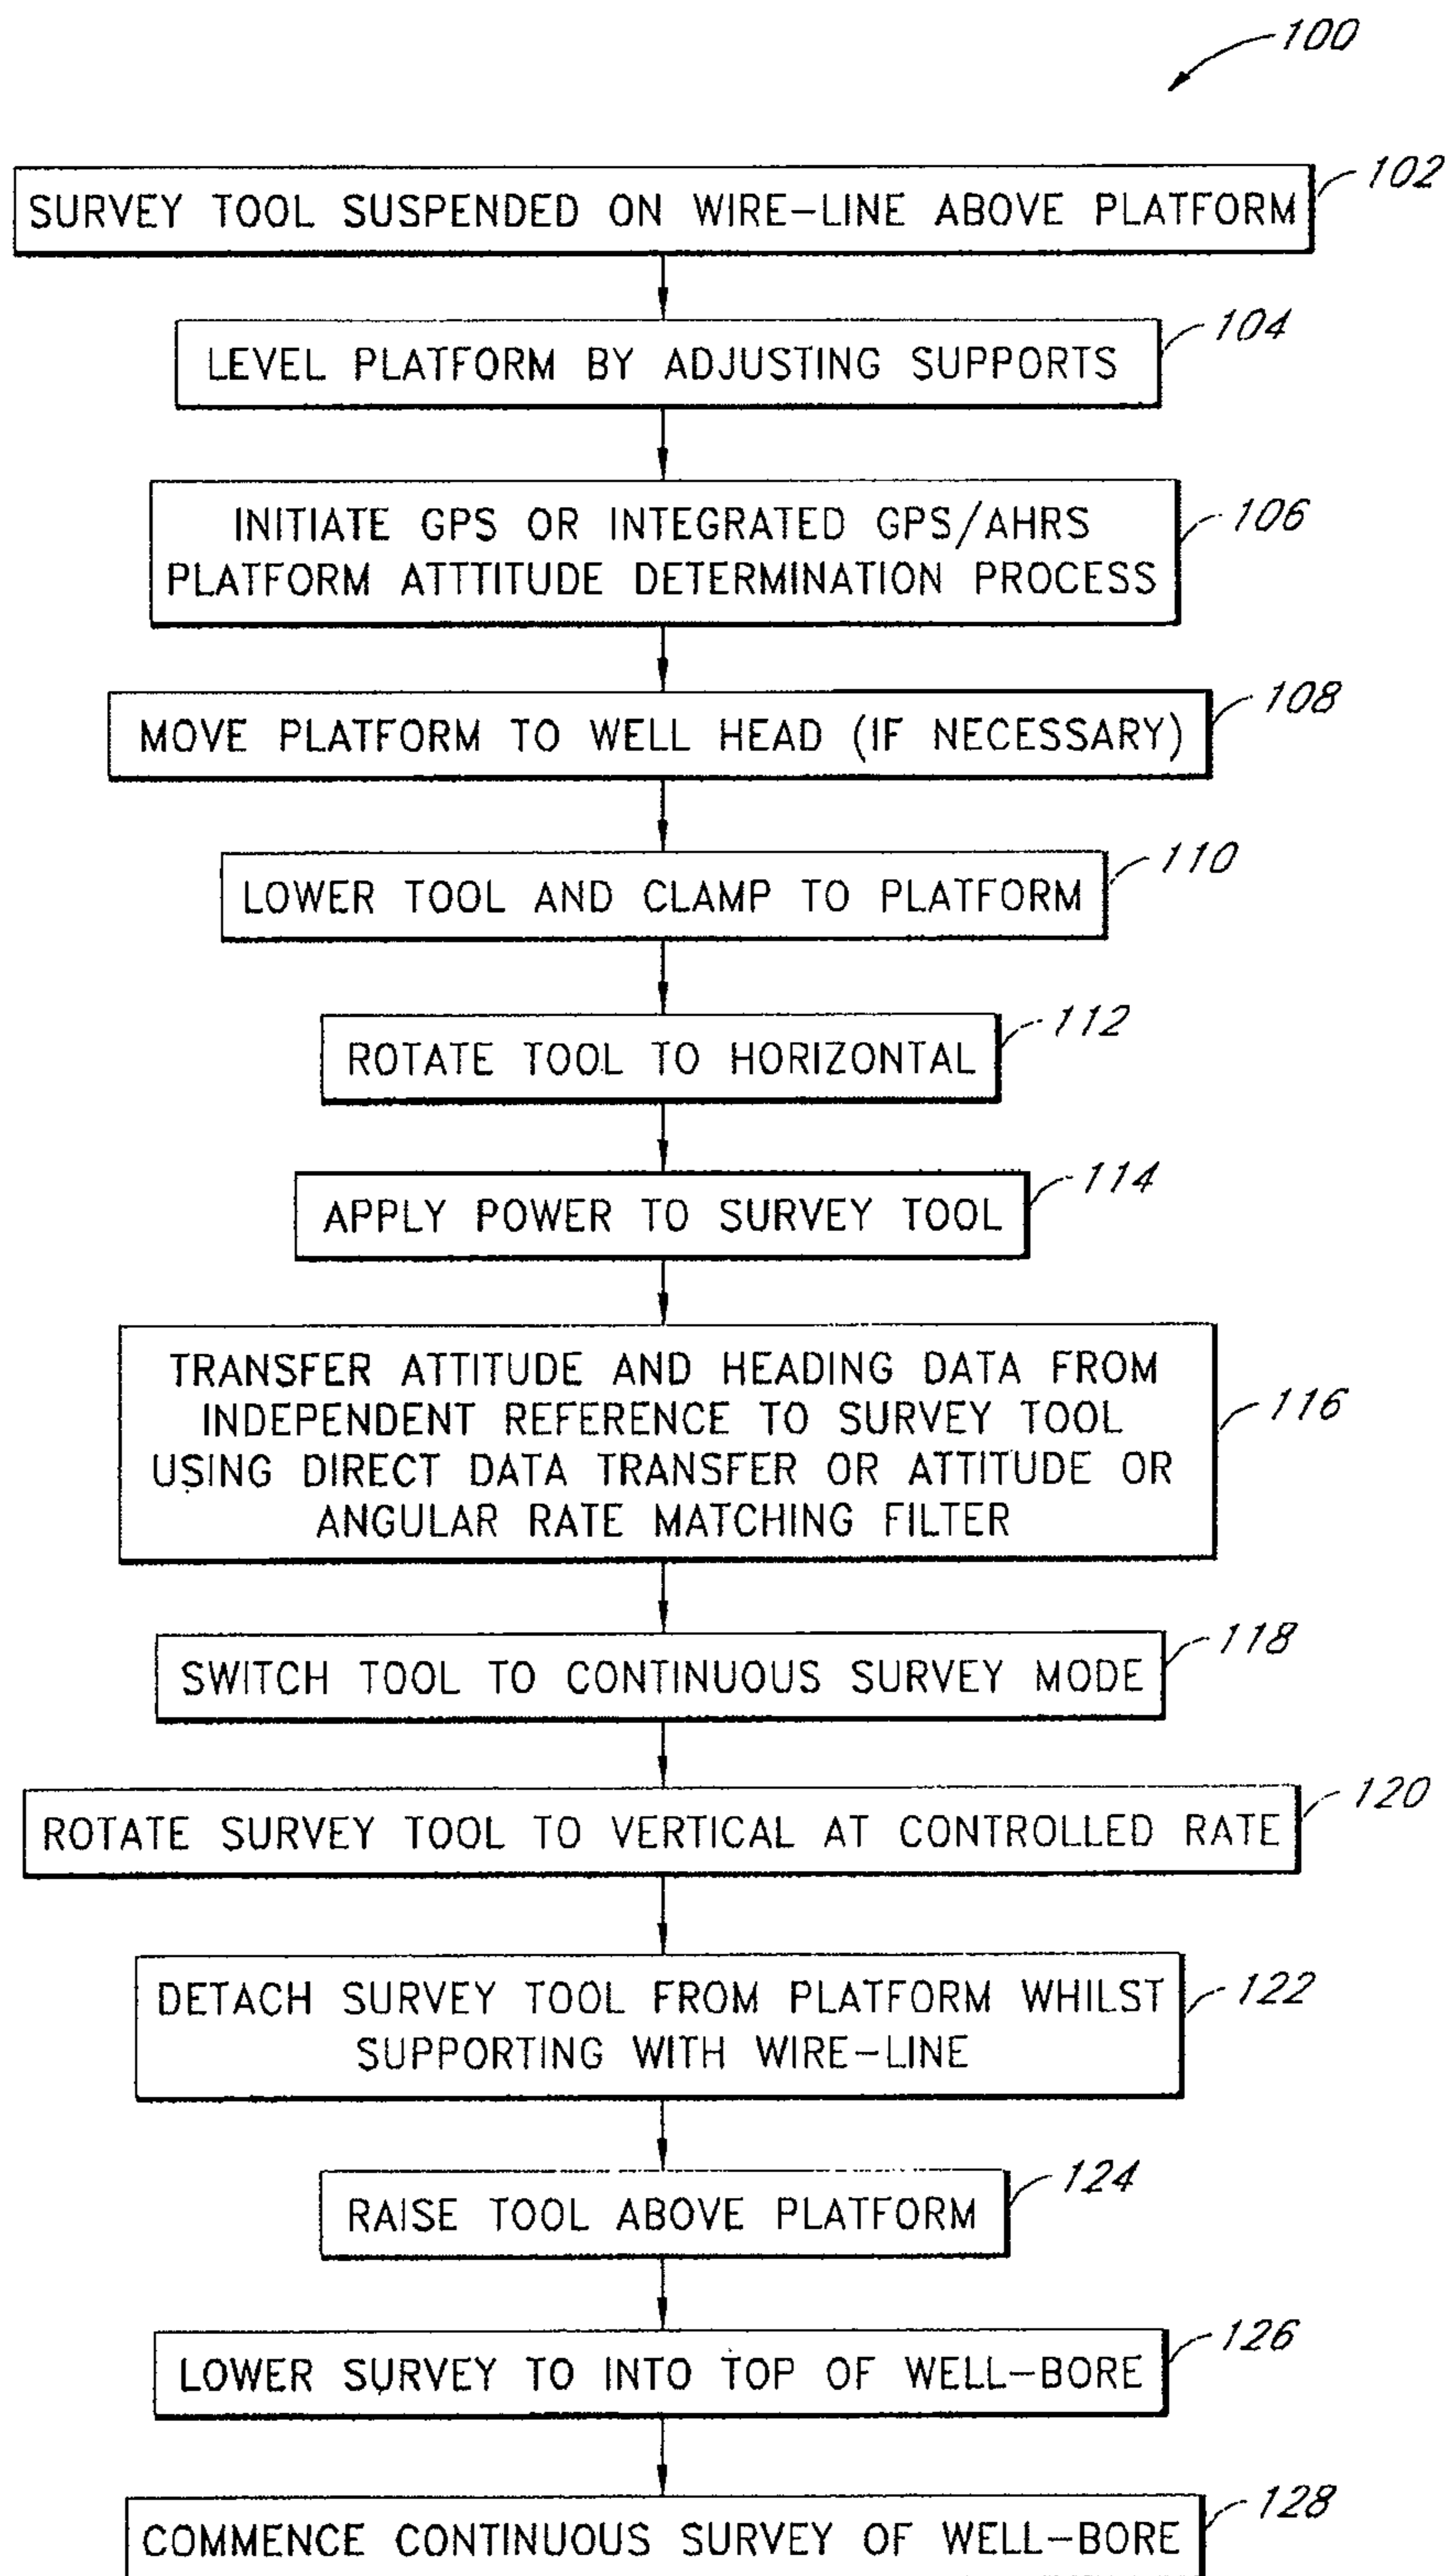 100
SURVEY TOOL SUSPENDED ON WIRE-LINE ABOVE PLATFORM
102
LEVEL PLATFORM BY ADJUSTING SUPPORTS
104
INITIATE GPS OR INTEGRATED GPS/AHRS
PLATFORM ATTTITUDE DETERMINATION PROCESS
106
MOVE PLATFORM TO WELL HEAD (IF NECESSARY)
108
LOWER TOOL AND CLAMP TO PLATFORM
110
ROTATE TOOL TO HORIZONTAL
112
APPLY POWER TO SURVEY TOOL
114
TRANSFER ATTITUDE AND HEADING DATA FROM
INDEPENDENT REFERENCE TO SURVEY TOOL
USING DIRECT DATA TRANSFER OR ATTITUDE OR
ANGULAR RATE MATCHING FILTER
116
SWITCH TOOL TO CONTINUOUS SURVEY MODE
118
ROTATE SURVEY TOOL TO VERTICAL AT CONTROLLED RATE
120
DETACH SURVEY TOOL FROM PLATFORM WHILST
SUPPORTING WITH WIRE-LINE
122
RAISE TOOL ABOVE PLATFORM
124
LOWER SURVEY TO INTO TOP OF WELL-BORE
126
COMMENCE CONTINUOUS SURVEY OF WELL-BORE
128